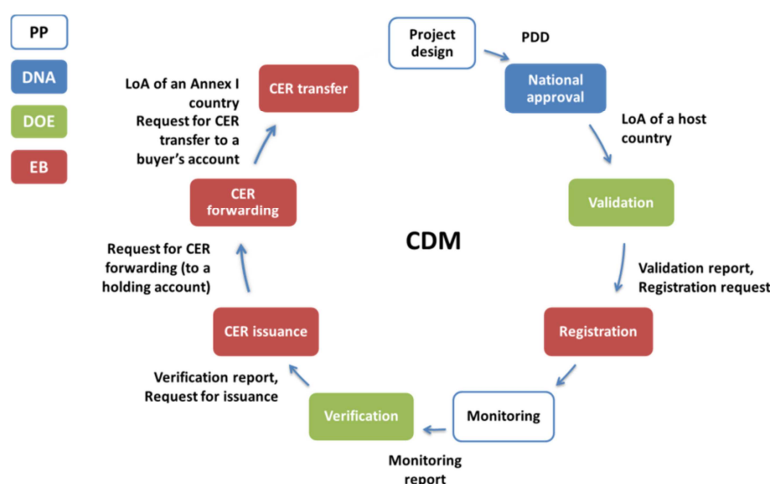 PP
DNA
DOE
EB
Project
design
PDD
National
approval
LoA of a host
country
Validation
Validation report,
Registration request
Registration
Monitoring
Monitoring
report
Verification
Verification report,
Request for issuance
CER issuance
Request for CER
forwarding (to a
holding account)
CER
forwarding
LoA of an Annex I
country
Request for CER
transfer to a
buyer's account
CER transfer
CDM